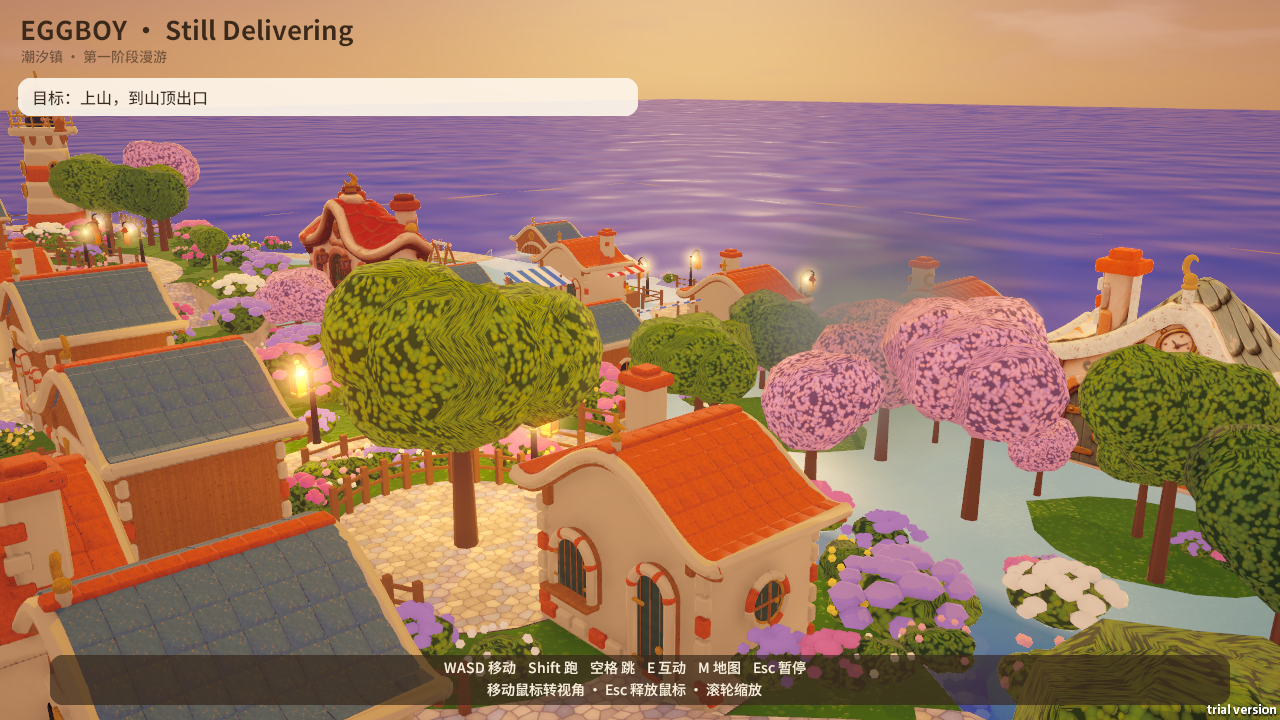 EGGBOY • Still Delivering
潮汐镇 • 第一阶段漫游
目标：上山，到山顶出口
WASD 移动 Shift 跑 空格 跳 E 互动 M 地图 Esc 暂停
移动鼠标转视角 • Esc 释放鼠标 • 滚轮缩放
trial version